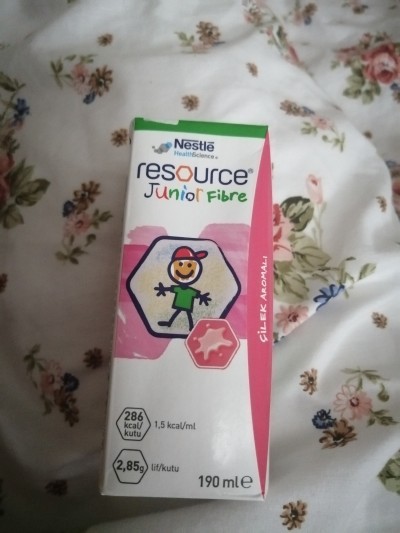 Nestlé
HealthScience
resource®
Junior Fibre
ÇİLEK AROMALI
286
kcal/
kutu
1,5 kcal/ml
2,85g
lif/kutu
190 ml e